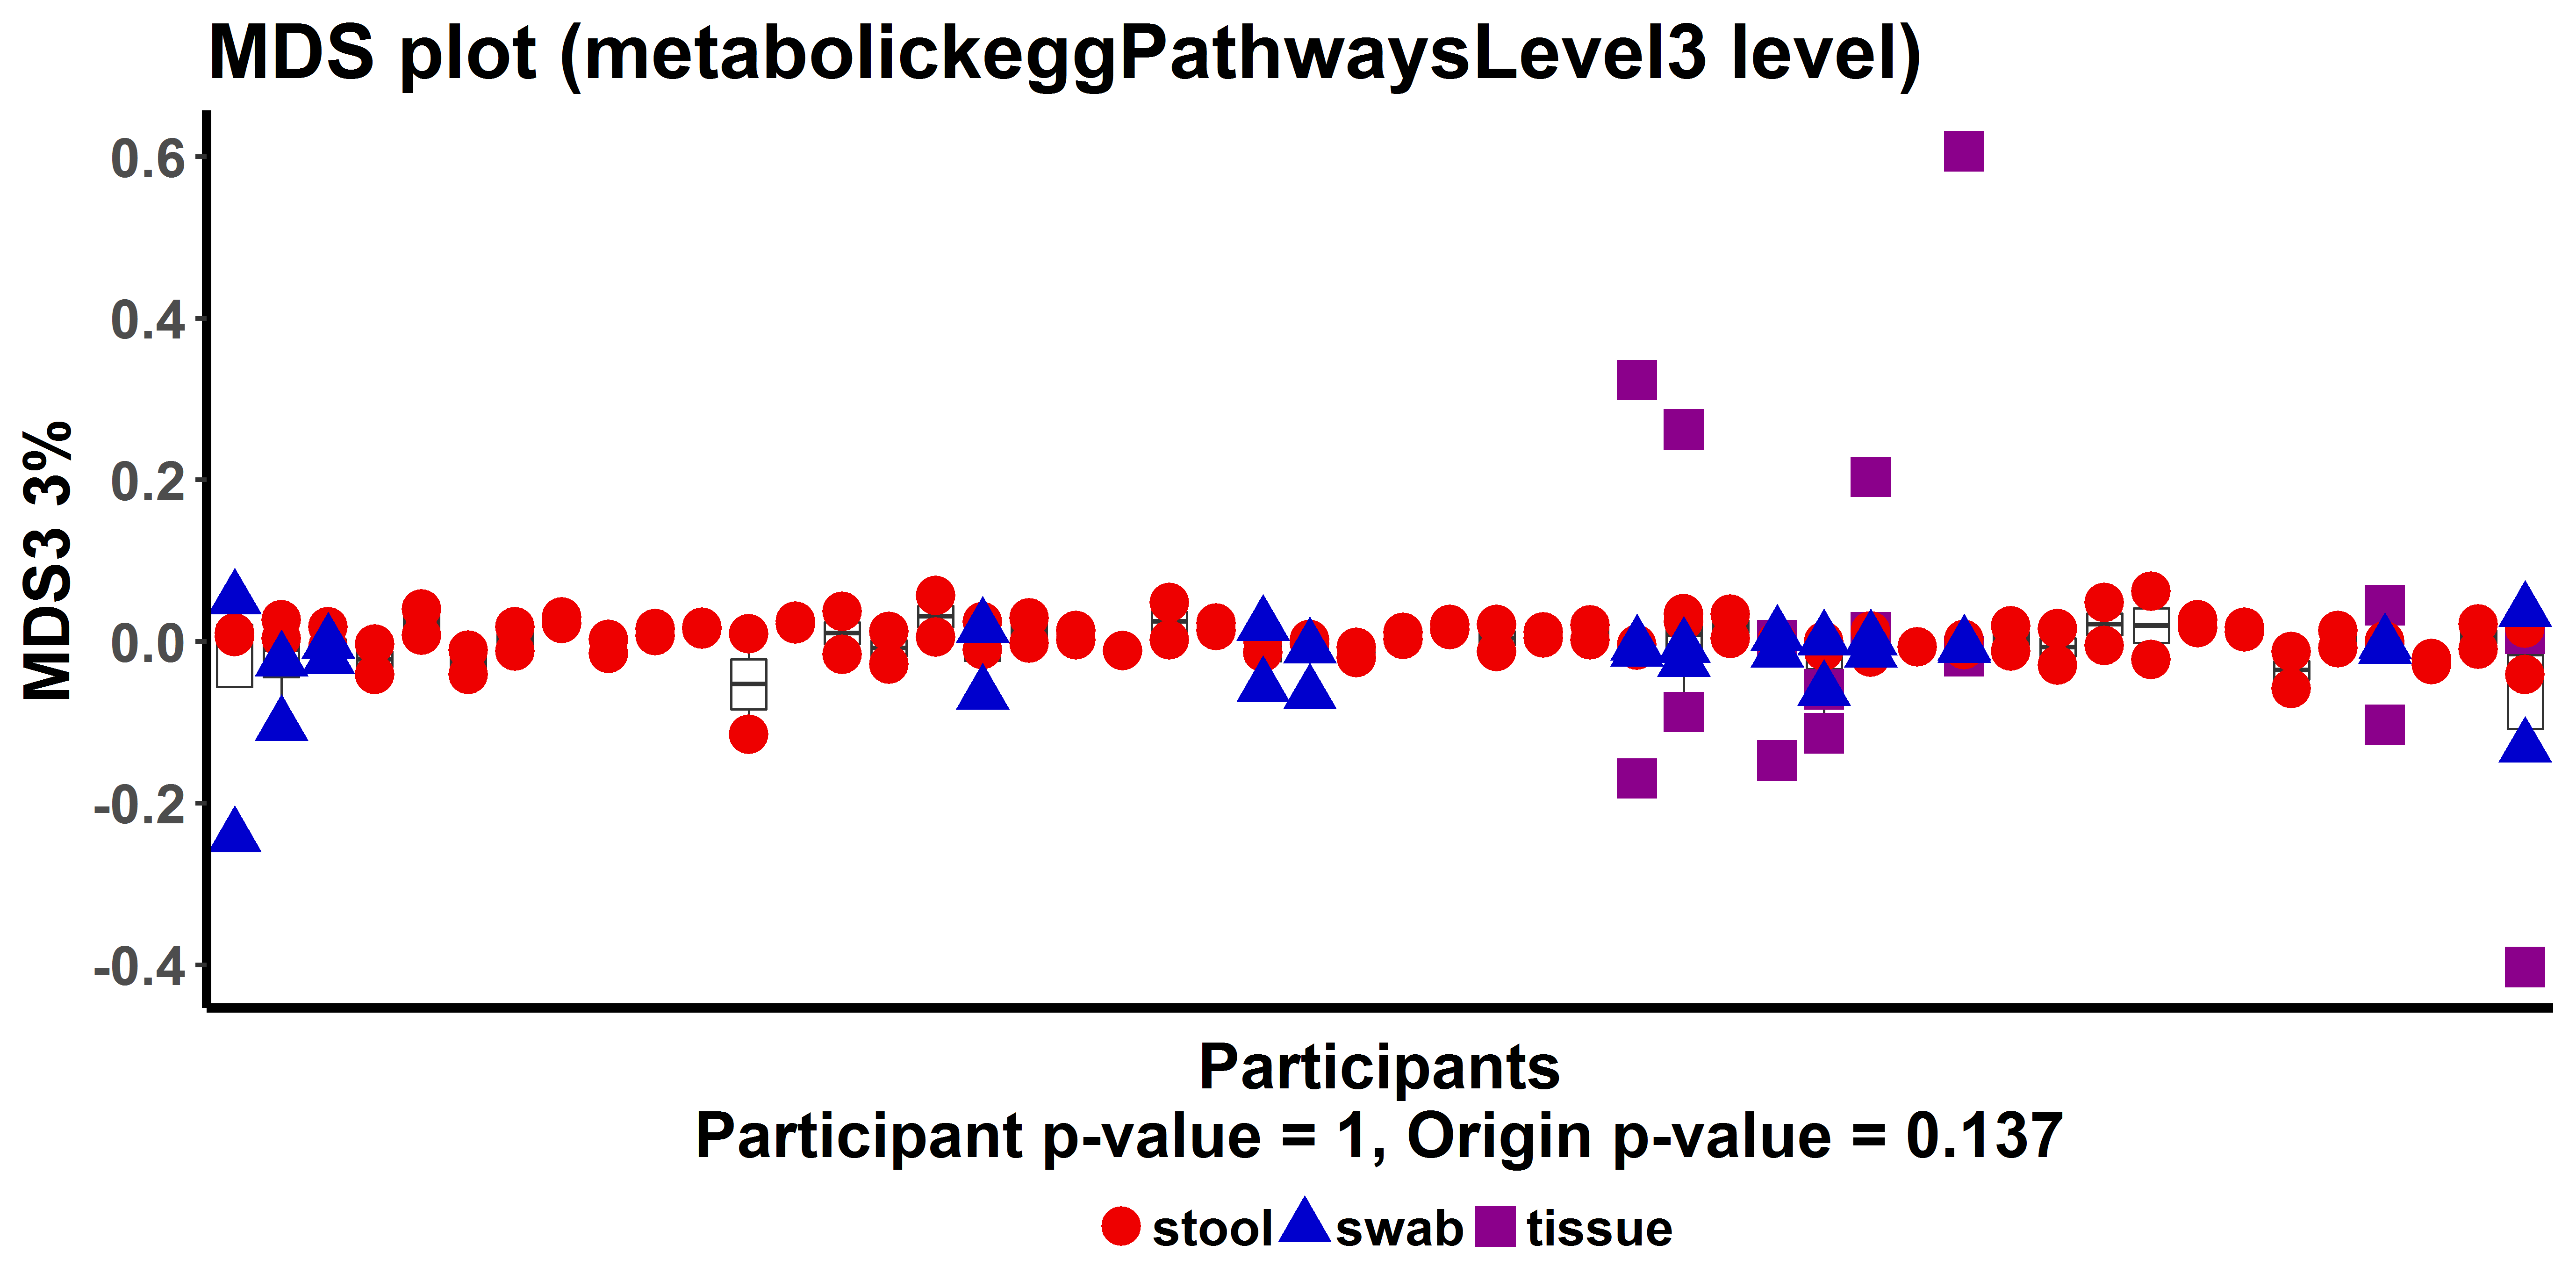 MDS plot (metabolickeggPathwaysLevel3 level)
MDS3 3%
0.6
0.4
0.2
0.0
-0.2
-0.4
Participants
Participant p-value = 1, Origin p-value = 0.137
stool swab tissue